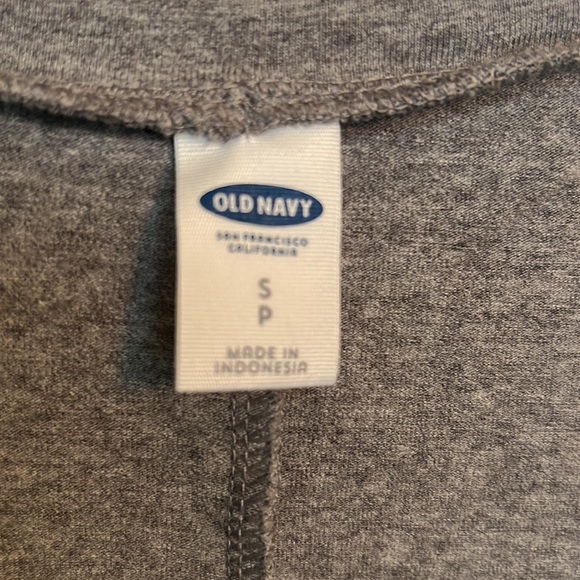 OLD NAVY
SAN FRANCISCO
CALIFORNIA
S
P
MADE IN
INDONESIA